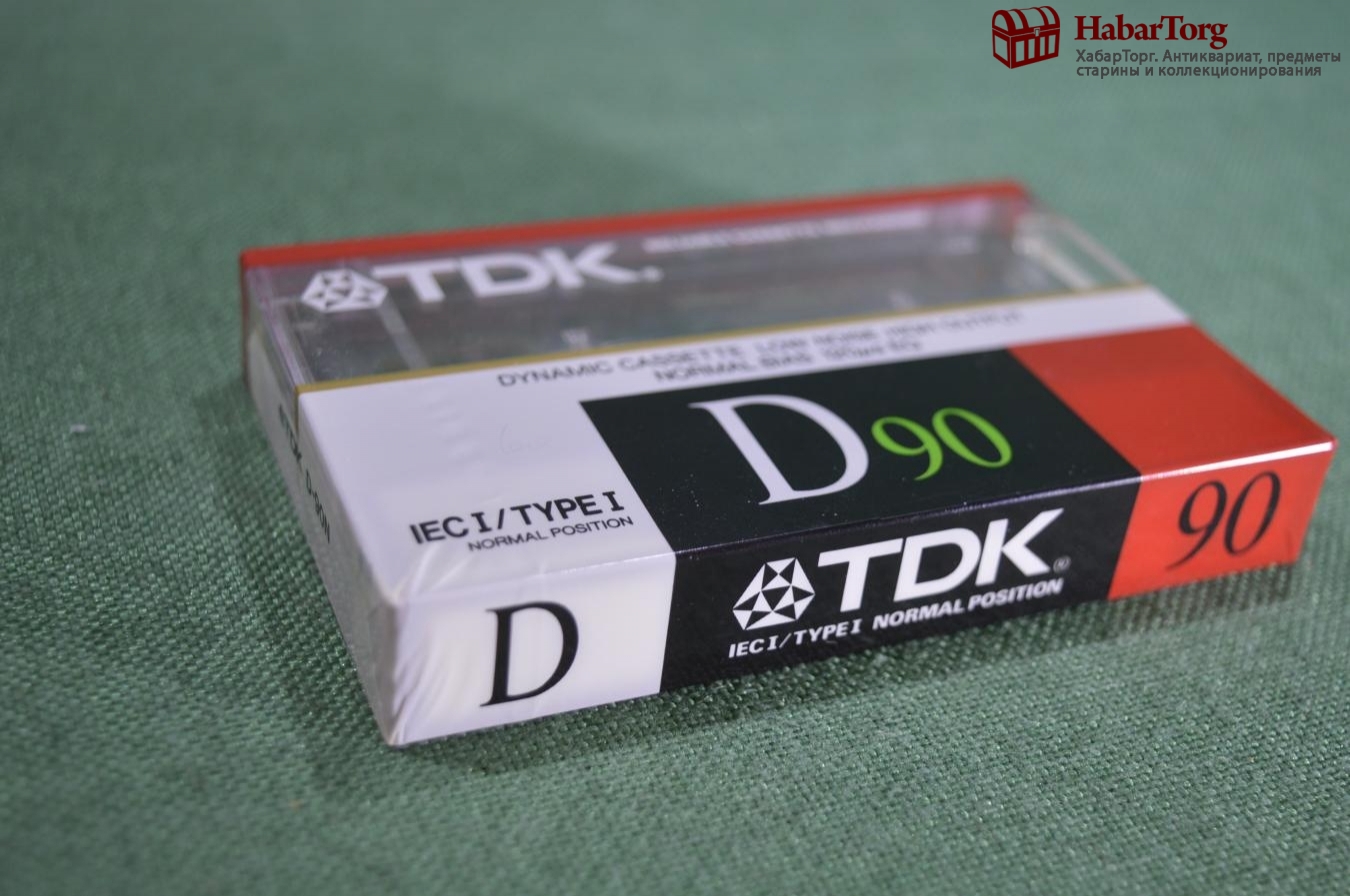 HabarTorg
ХабарТорг. Антиквариат, предметы
старины и коллекционирования
TDK
DYNAMIC CASSETTE LOW NOISE HIGH OUTPUT
NORMAL BIAS 120μs EQ
D 90
IEC I / TYPE I
NORMAL POSITION
D
TDK®
IEC I / TYPE I NORMAL POSITION
90